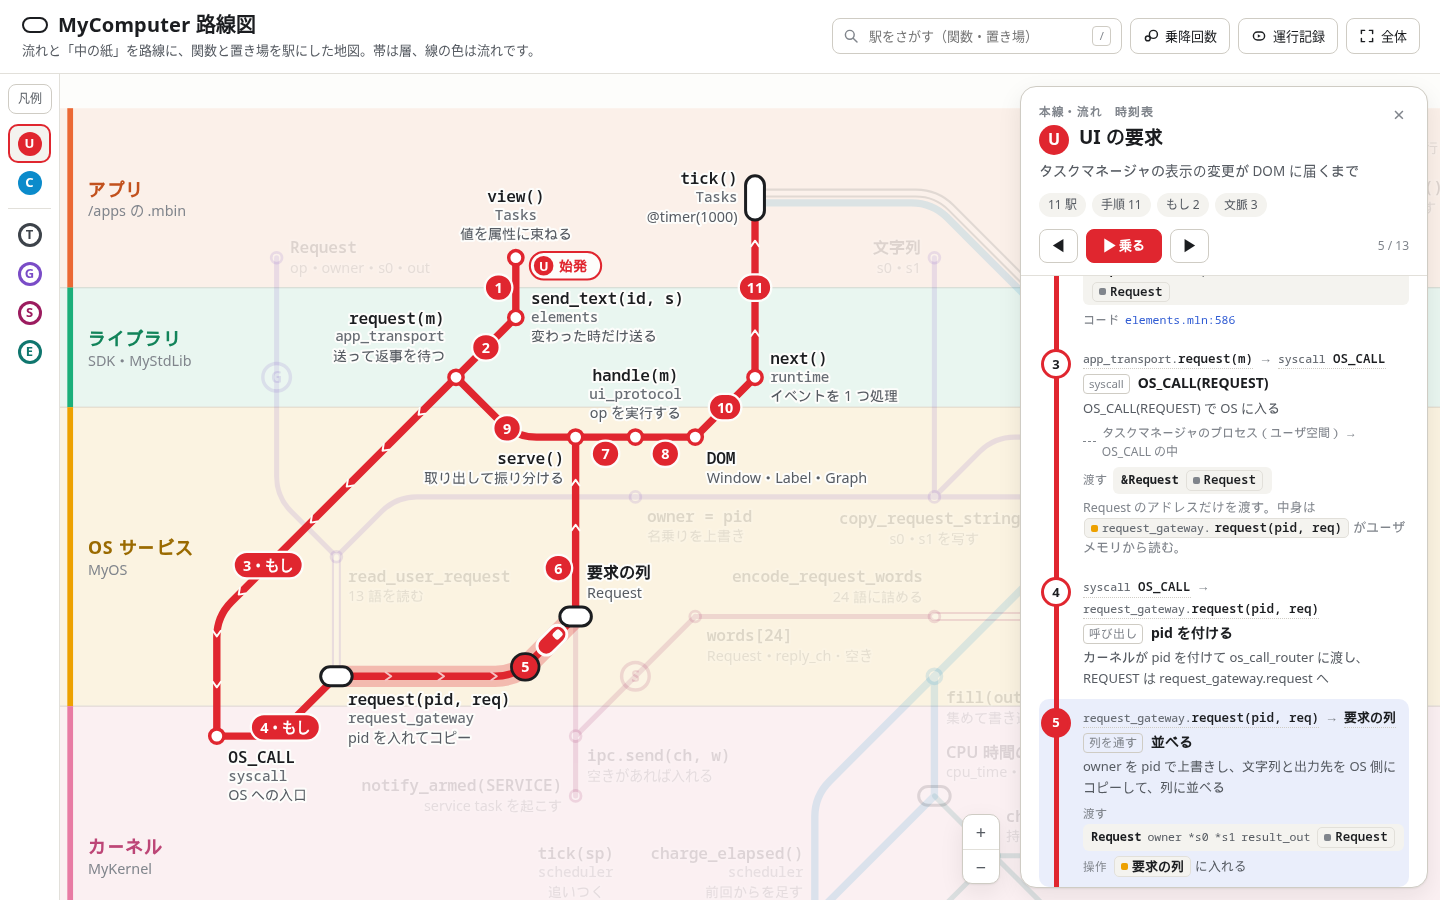 MyComputer 路線図
流れと「中の紙」を路線に、関数と置き場を駅にした地図。帯は層、線の色は流れです。
駅をさがす（関数・置き場）
/
乗降回数
運行記録
全体
凡例
U
C
T
G
S
E
アプリ
/apps の .mbin
ライブラリ
SDK・MyStdLib
OS サービス
MyOS
カーネル
MyKernel
view()
Tasks
値を属性に束ねる
U 始発
tick()
Tasks
@timer(1000)
Request
op・owner・s0・out
文字列
s0・s1
1
11
send_text(id, s)
elements
変わった時だけ送る
request(m)
app_transport
送って返事を待つ
2
G
next()
runtime
イベントを 1 つ処理
handle(m)
ui_protocol
op を実行する
10
9
7
8
serve()
取り出して振り分ける
DOM
Window・Label・Graph
owner = pid
名乗りを上書き
copy_request_string
s0・s1 を写す
3・もし
6
要求の列
Request
read_user_request
13 語を読む
encode_request_words
24 語に詰める
words[24]
Request・reply_ch・空き
5
S
request(pid, req)
request_gateway
pid を入れてコピー
4・もし
OS_CALL
syscall
OS への入口
ipc.send(ch, w)
空きがあれば入れる
notify_armed(SERVICE)
service task を起こす
fill(out
集めて書き
CPU 時間
cpu_time・
tick(sp)
scheduler
追いつく
charge_elapsed()
scheduler
前回からを足す
+
−
本線・流れ　時刻表
×
U UI の要求
タスクマネージャの表示の変更が DOM に届くまで
11 駅
手順 11
もし 2
文脈 3
◀
▶ 乗る
▶
5 / 13
Request
コード elements.mln:586
3
app_transport.request(m) → syscall OS_CALL
syscall OS_CALL(REQUEST)
OS_CALL(REQUEST) で OS に入る
タスクマネージャのプロセス（ユーザ空間）→
OS_CALL の中
渡す &Request Request
Request のアドレスだけを渡す。中身は
request_gateway.request(pid, req) がユーザ
メモリから読む。
4
syscall OS_CALL →
request_gateway.request(pid, req)
呼び出し pid を付ける
カーネルが pid を付けて os_call_router に渡し、
REQUEST は request_gateway.request へ
5
request_gateway.request(pid, req) → 要求の列
列を通す 並べる
owner を pid で上書きし、文字列と出力先を OS 側に
コピーして、列に並べる
渡す
Request owner *s0 *s1 result_out Request
操作 要求の列 に入れる